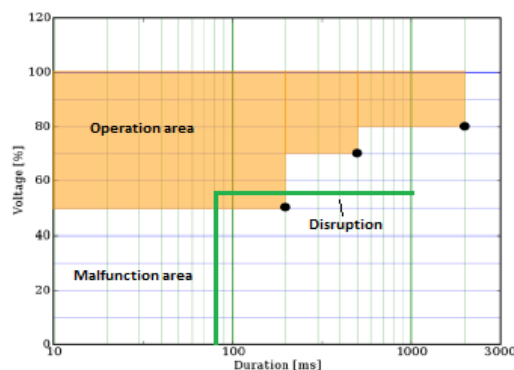 120
100
80
60
40
20
0
Voltage [%]
Operation area
Disruption
Malfunction area
10
100
1000
3000
Duration [ms]